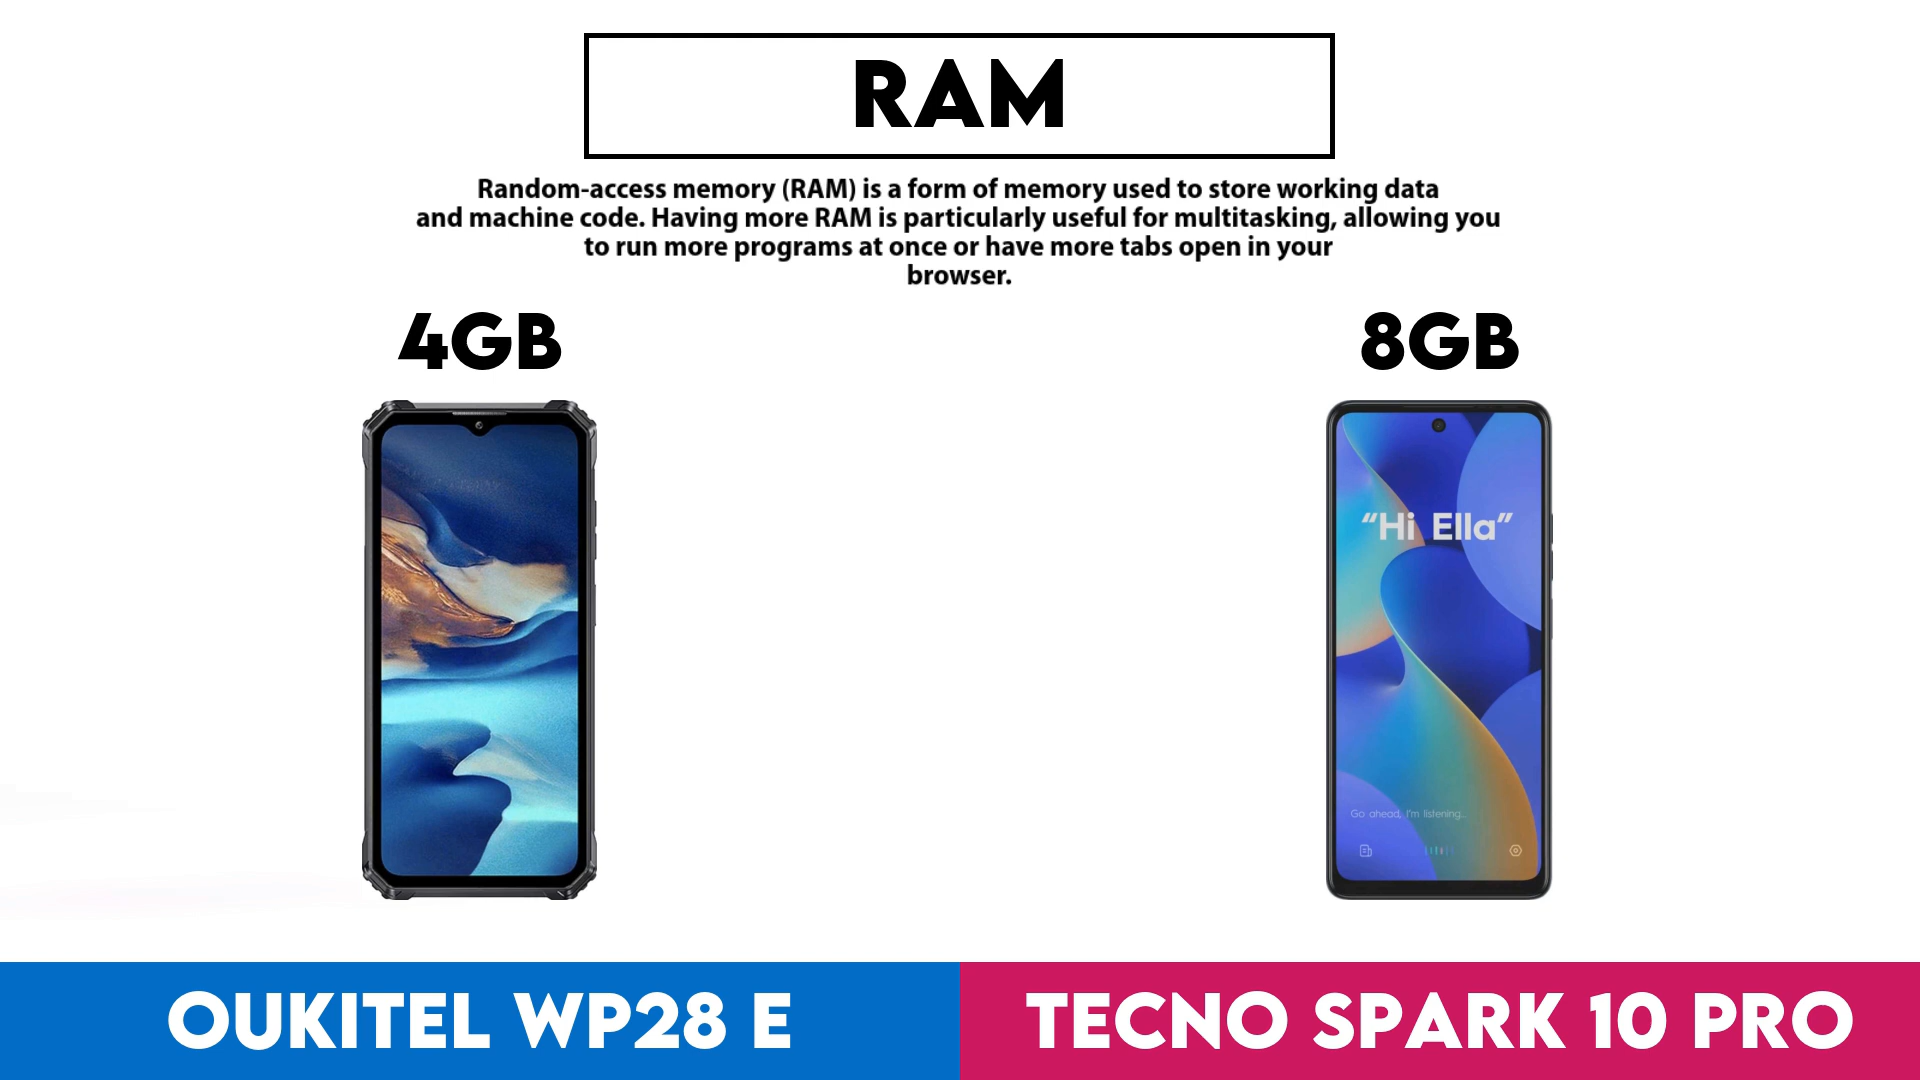 RAM
Random-access memory (RAM) is a form of memory used to store working data
and machine code. Having more RAM is particularly useful for multitasking, allowing you
to run more programs at once or have more tabs open in your
browser.
4GB
8GB
“Hi Ella”
Go ahead, I'm listening...
OUKITEL WP28 E
TECNO SPARK 10 PRO